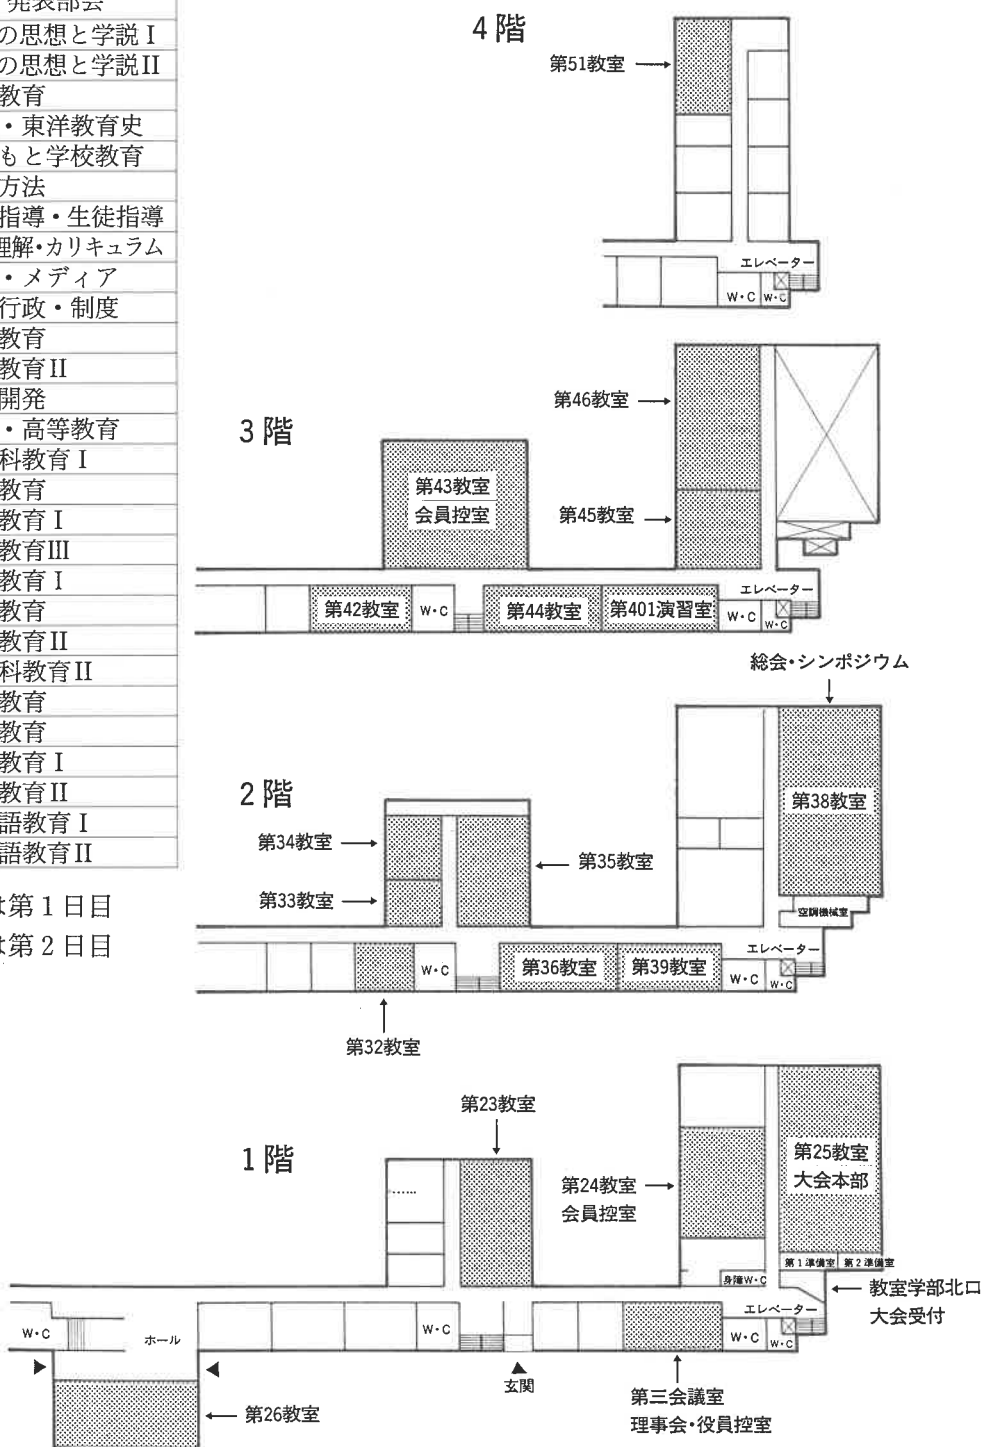 発表部会
の思想と学説Ⅰ
の思想と学説Ⅱ
教育
・東洋教育史
もと学校教育
方法
指導・生徒指導
理解・カリキュラム
・メディア
行政・制度
教育
教育Ⅱ
開発
・高等教育
科教育Ⅰ
教育
教育Ⅰ
教育Ⅲ
教育Ⅰ
教育
教育Ⅱ
科教育Ⅱ
教育
教育
教育Ⅰ
教育Ⅱ
語教育Ⅰ
語教育Ⅱ
は第1日目
は第2日目
4階
第51教室
エレベーター
W・C
W・C
3階
第46教室
第43教室
会員控室
第45教室
エレベーター
第42教室
W・C
第44教室
第401演習室
W・C
W・C
総会・シンポジウム
2階
第38教室
第34教室
第35教室
第33教室
空調機械室
エレベーター
W・C
第36教室
第39教室
W・C
W・C
第32教室
1階
第23教室
第25教室
大会本部
第24教室
会員控室
第1準備室
第2準備室
身障W・C
教室学部北口
大会受付
エレベーター
W・C
ホール
W・C
W・C
W・C
玄関
第三会議室
理事会・役員控室
第26教室